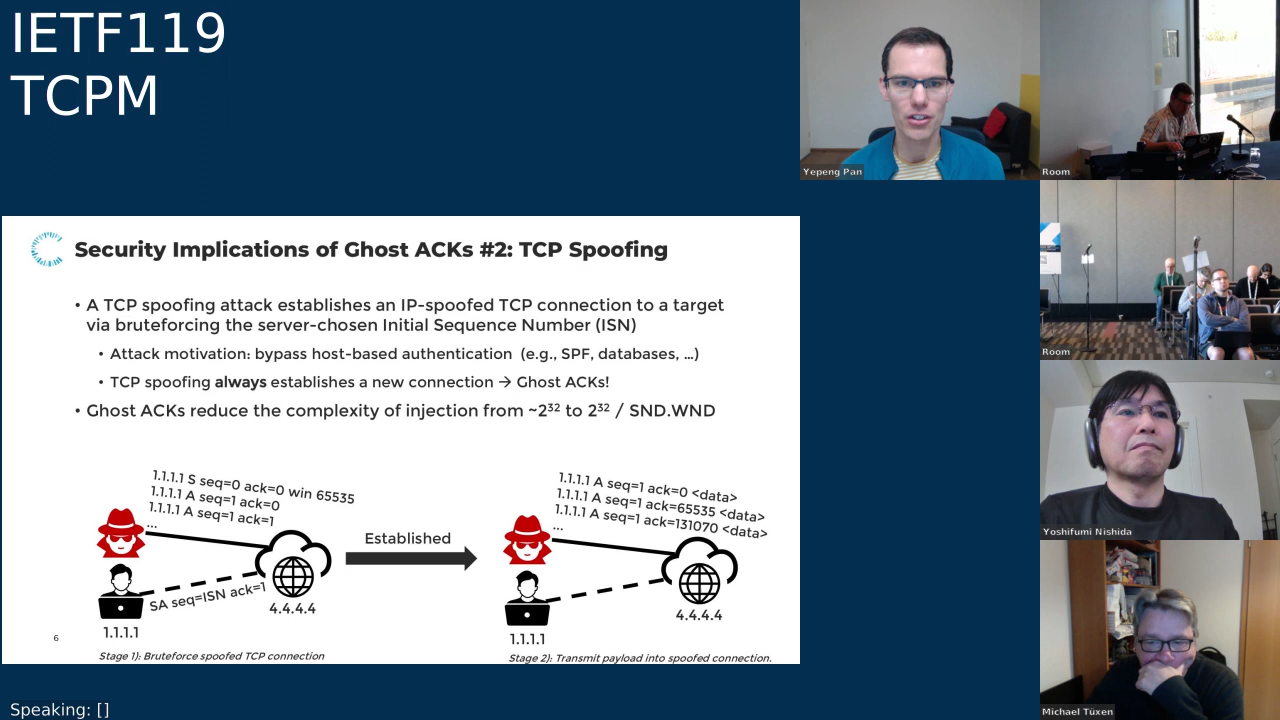 IETF119
TCPM
Yepeng Pan
Room
Room
Yoshifumi Nishida
Michael Tüxen
Security Implications of Ghost ACKs #2: TCP Spoofing
• A TCP spoofing attack establishes an IP-spoofed TCP connection to a target
via bruteforcing the server-chosen Initial Sequence Number (ISN)
• Attack motivation: bypass host-based authentication (e.g., SPF, databases, …)
• TCP spoofing always establishes a new connection → Ghost ACKs!
• Ghost ACKs reduce the complexity of injection from ~2³² to 2³² / SND.WND
1.1.1.1 S seq=0 ack=0 win 65535
1.1.1.1 A seq=1 ack=0
1.1.1.1 A seq=1 ack=1
...
SA seq=ISN ack=1
1.1.1.1
4.4.4.4
Established
1.1.1.1 A seq=1 ack=0 <data>
1.1.1.1 A seq=1 ack=65535 <data>
1.1.1.1 A seq=1 ack=131070 <data>
...
1.1.1.1
4.4.4.4
6
Stage 1): Bruteforce spoofed TCP connection
Stage 2): Transmit payload into spoofed connection.
Speaking: []